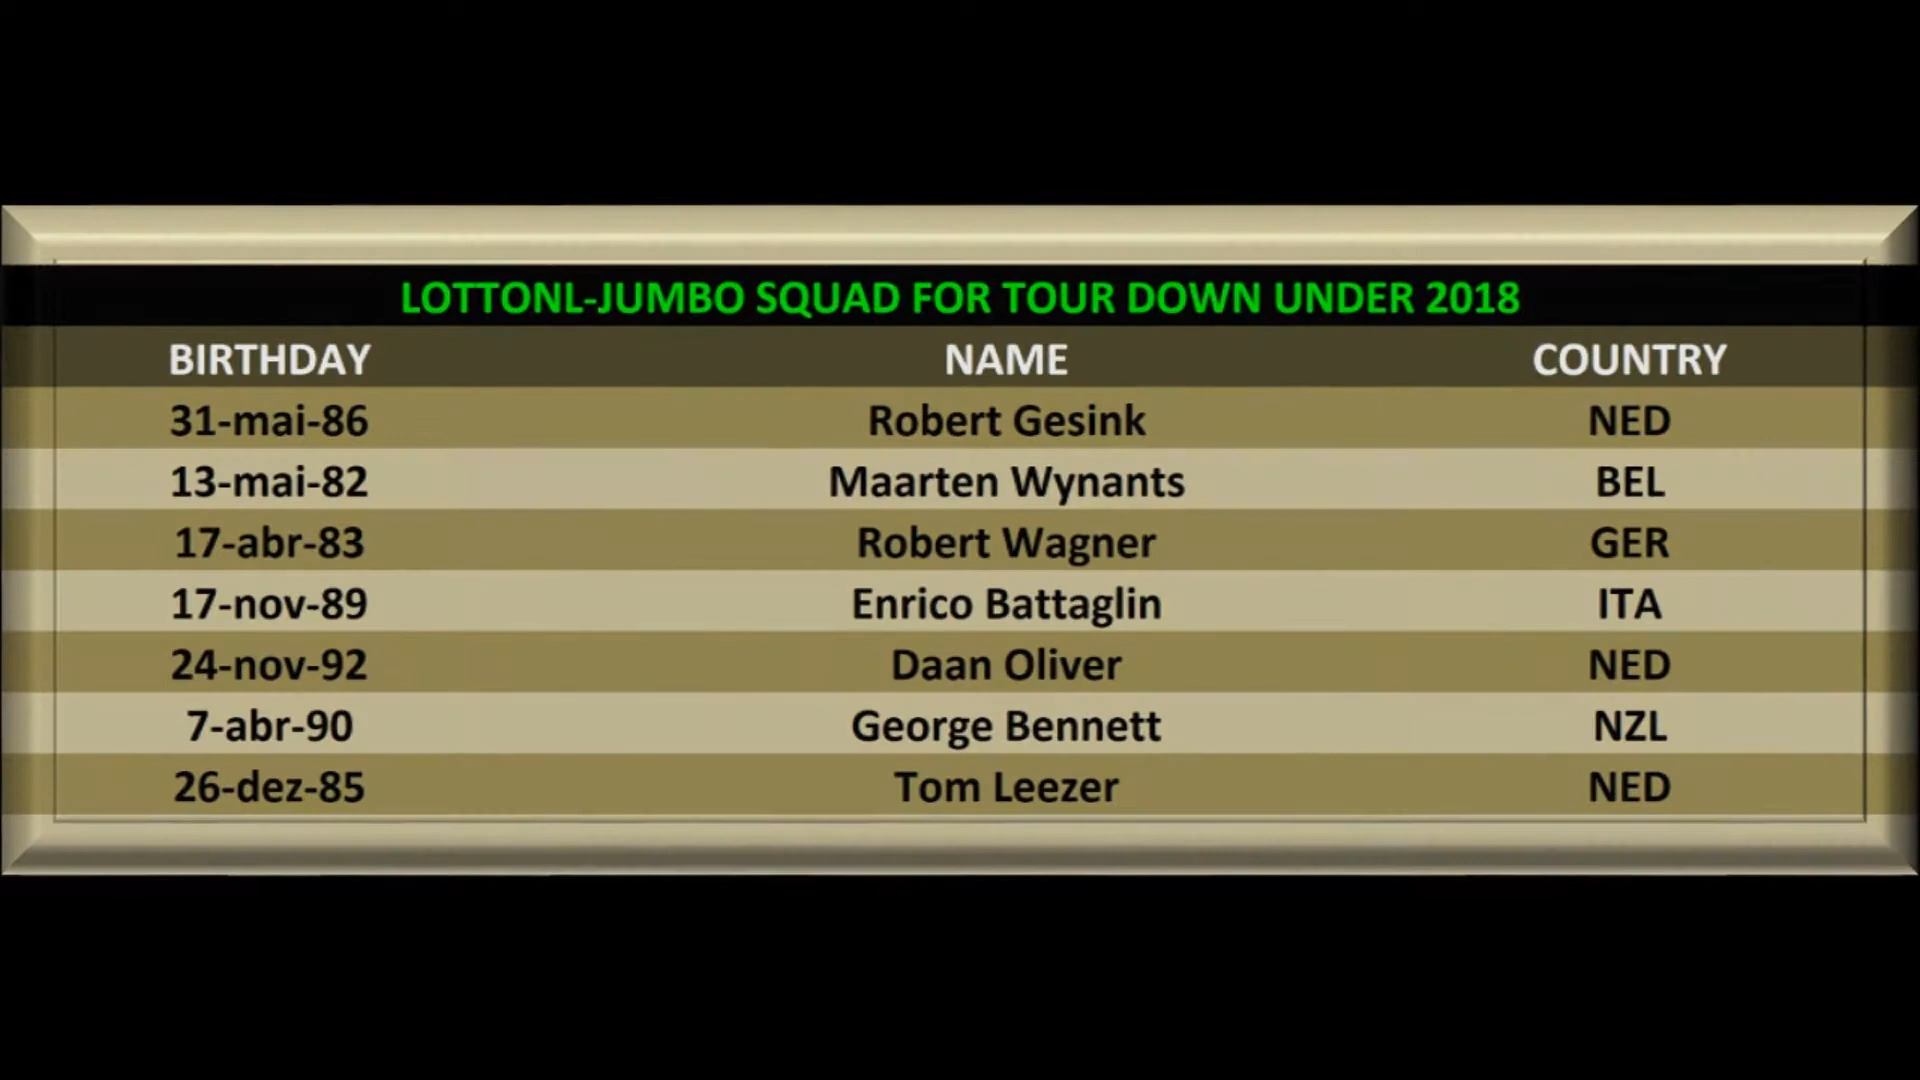 LOTTONL-JUMBO SQUAD FOR TOUR DOWN UNDER 2018
BIRTHDAY NAME COUNTRY
31-mai-86 Robert Gesink NED
13-mai-82 Maarten Wynants BEL
17-abr-83 Robert Wagner GER
17-nov-89 Enrico Battaglin ITA
24-nov-92 Daan Oliver NED
7-abr-90 George Bennett NZL
26-dez-85 Tom Leezer NED